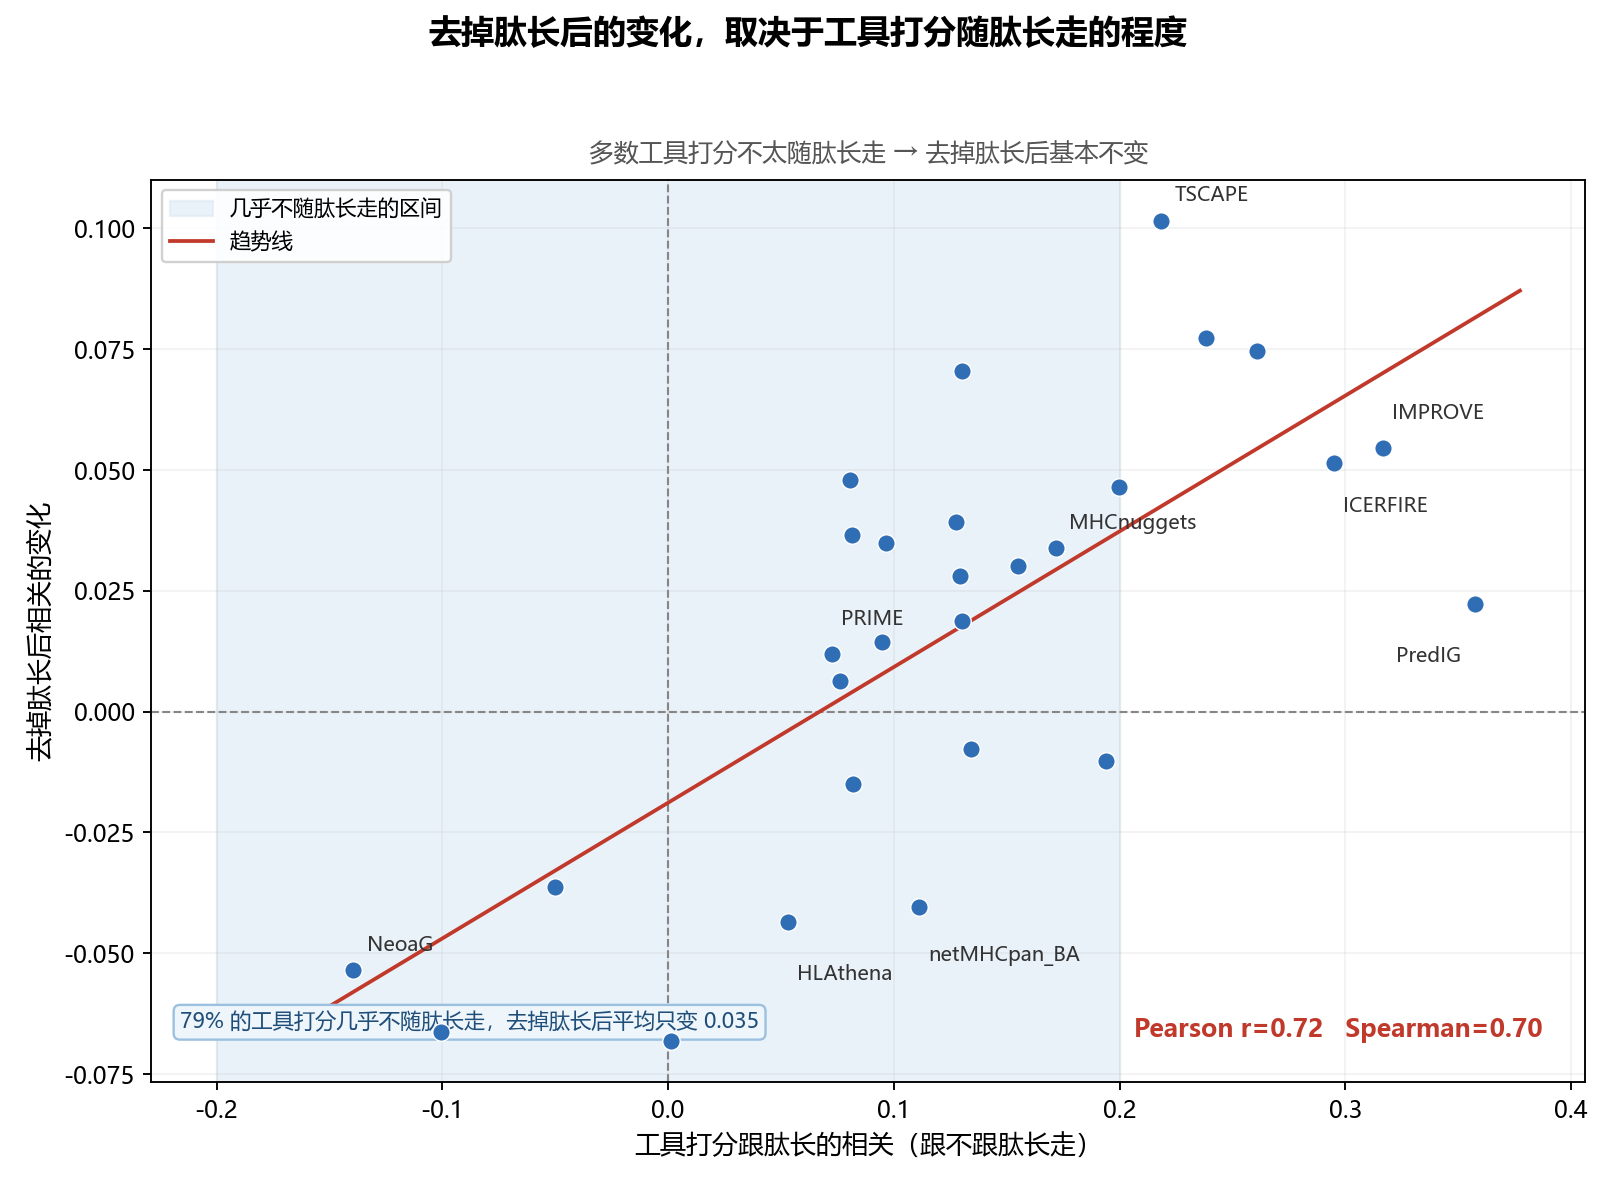 去掉肽长后的变化，取决于工具打分随肽长走的程度
多数工具打分不太随肽长走 → 去掉肽长后基本不变
几乎不随肽长走的区间
趋势线
TSCAPE
IMPROVE
ICERFIRE
MHCnuggets
PRIME
PredIG
NeoaG
HLAthena
netMHCpan_BA
79% 的工具打分几乎不随肽长走，去掉肽长后平均只变 0.035
Pearson r=0.72 Spearman=0.70
去掉肽长后相关的变化
0.100
0.075
0.050
0.025
0.000
-0.025
-0.050
-0.075
-0.2 -0.1 0.0 0.1 0.2 0.3 0.4
工具打分跟肽长的相关（跟不跟肽长走）